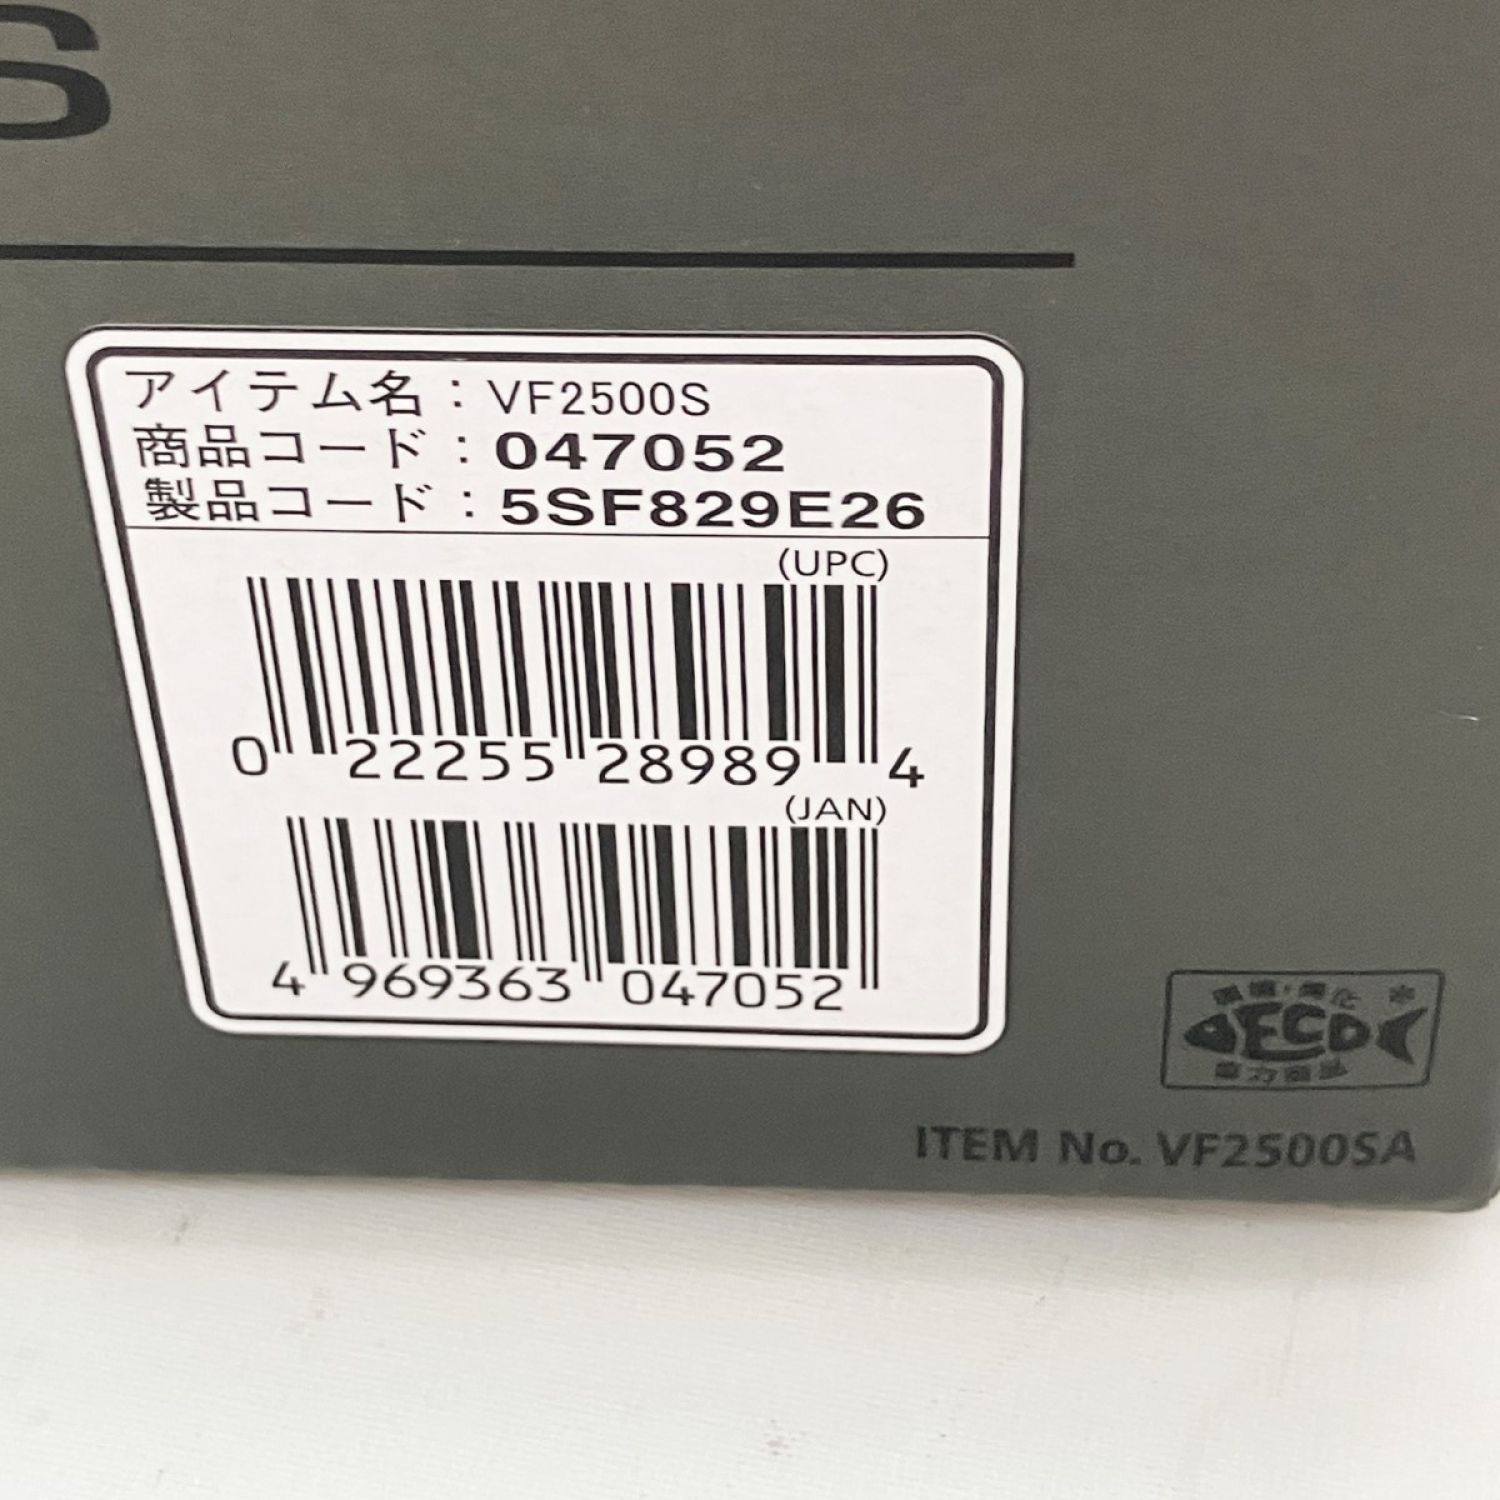 S
アイテム名：VF2500S
商品コード：047052
製品コード：5SF829E26
(UPC)
0 22255 28989 4
(JAN)
4 969363 047052
ECO
ITEM No. VF2500SA